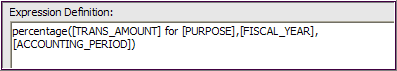 Expression Definition:
percentage([TRANS_AMOUNT] for [PURPOSE],[FISCAL_YEAR],
[ACCOUNTING_PERIOD])